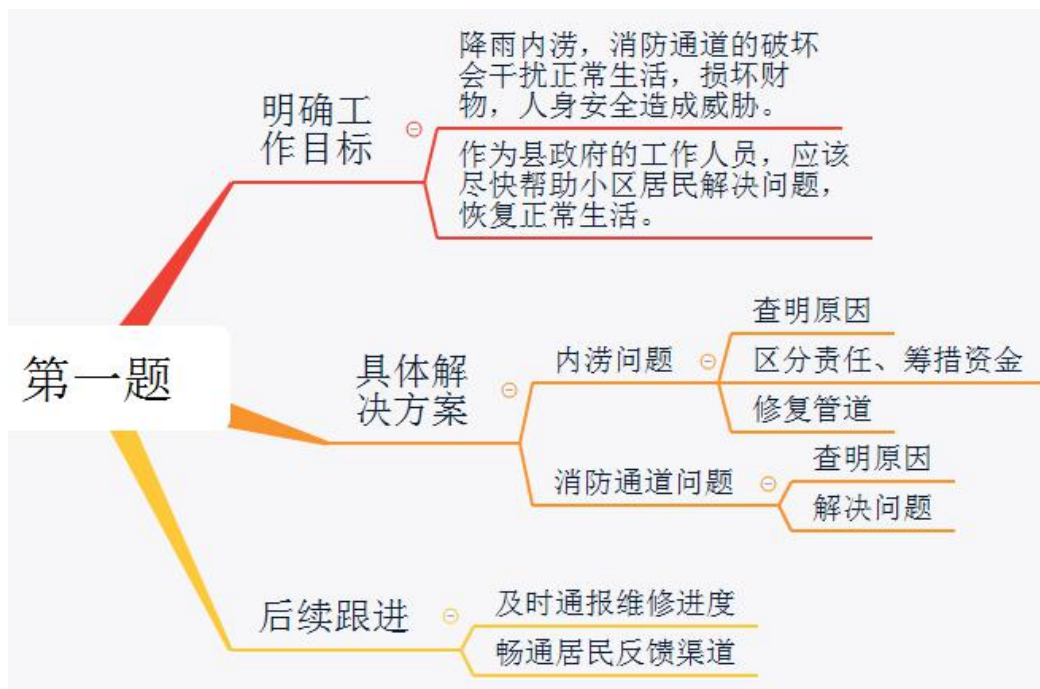 第一题
明确工
作目标
降雨内涝，消防通道的破坏
会干扰正常生活，损坏财
物，人身安全造成威胁。
作为县政府的工作人员，应该
尽快帮助小区居民解决问题，
恢复正常生活。
具体解
决方案
内涝问题
查明原因
区分责任、筹措资金
修复管道
消防通道问题
查明原因
解决问题
后续跟进
及时通报维修进度
畅通居民反馈渠道